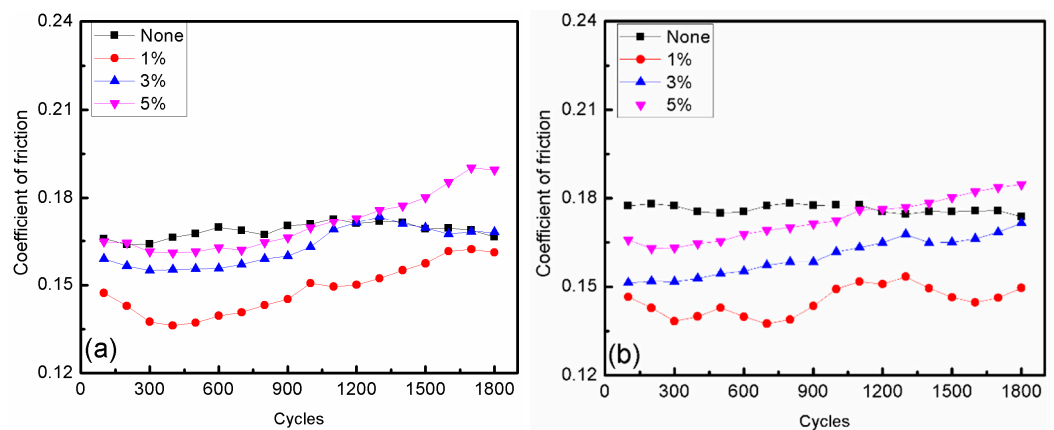 0.24
0.21
0.18
0.15
0.12
Coefficient of friction
None
1%
3%
5%
(a)
0 300 600 900 1200 1500 1800
Cycles
0.24
0.21
0.18
0.15
0.12
Coefficient of friction
None
1%
3%
5%
(b)
0 300 600 900 1200 1500 1800
Cycles